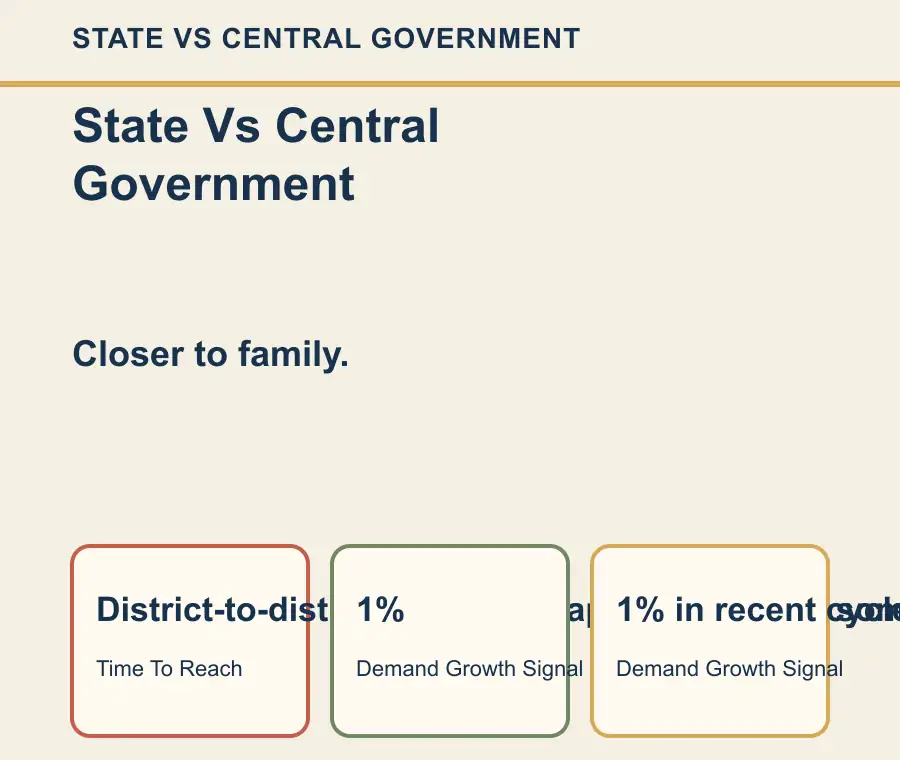 STATE VS CENTRAL GOVERNMENT
State Vs Central
Government
Closer to family.
District-to-dist
1%
1% in recent
Time To Reach
Demand Growth Signal
Demand Growth Signal